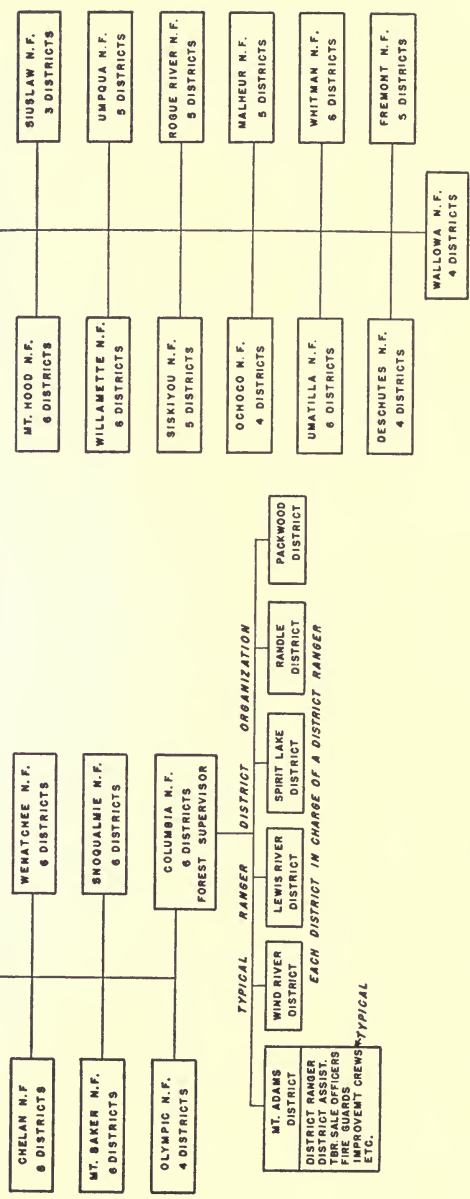 CHELAN N.F
6 DISTRICTS
WENATCHEE N.F.
6 DISTRICTS
MT. BAKER N.F.
6 DISTRICTS
SNOQUALMIE N.F.
6 DISTRICTS
OLYMPIC N.F.
4 DISTRICTS
COLUMBIA N.F.
6 DISTRICTS
FOREST SUPERVISOR
TYPICAL RANGER DISTRICT ORGANIZATION
MT. ADAMS
DISTRICT
DISTRICT RANGER
DISTRICT ASSIST.
TBR. SALE OFFICERS
FIRE GUARDS
IMPROVEM'T CREWS
ETC.
TYPICAL
WIND RIVER
DISTRICT
LEWIS RIVER
DISTRICT
SPIRIT LAKE
DISTRICT
RANDLE
DISTRICT
PACKWOOD
DISTRICT
EACH DISTRICT IN CHARGE OF A DISTRICT RANGER
MT. HOOD N.F.
6 DISTRICTS
SIUSLAW N.F.
3 DISTRICTS
WILLAMETTE N.F.
6 DISTRICTS
UMPQUA N.F.
5 DISTRICTS
SISKIYOU N.F.
5 DISTRICTS
ROGUE RIVER N.F.
5 DISTRICTS
OCHOCO N.F.
4 DISTRICTS
MALHEUR N.F.
5 DISTRICTS
UMATILLA N.F.
6 DISTRICTS
WHITMAN N.F.
6 DISTRICTS
DESCHUTES N.F.
4 DISTRICTS
FREMONT N.F.
5 DISTRICTS
WALLOWA N.F.
4 DISTRICTS